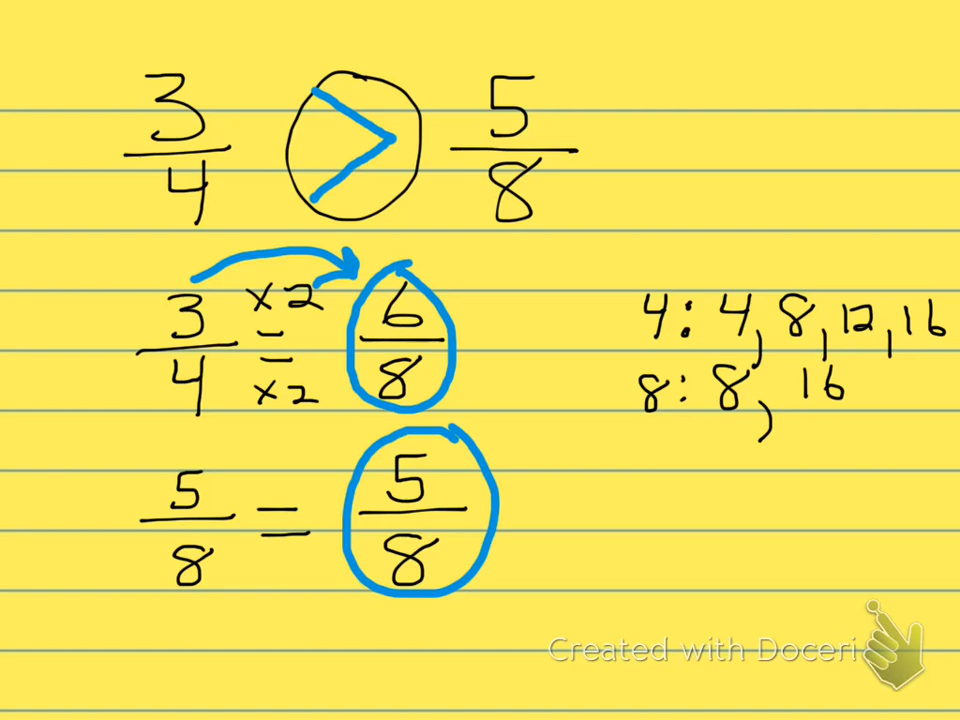 3/4 > 5/8
3/4 ×2 = ×2 6/8
4: 4, 8, 12, 16
8: 8, 16
5/8 = 5/8
Created with Doceri